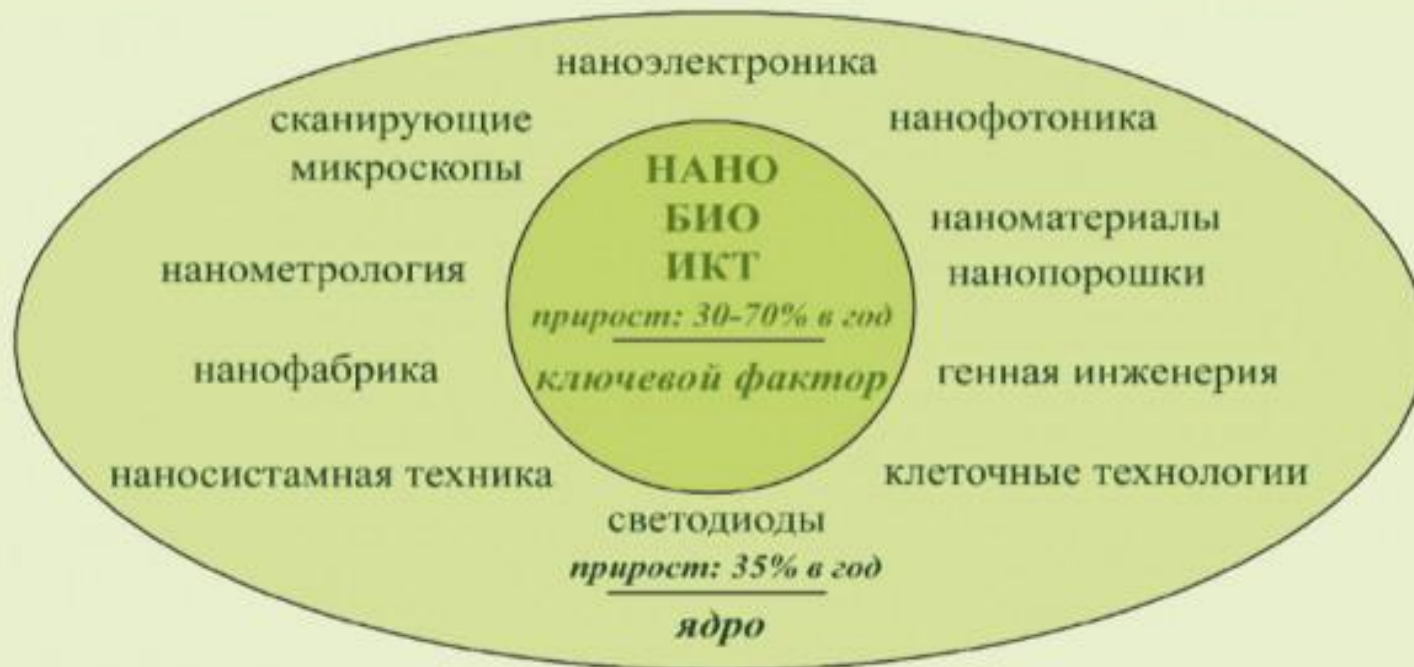 наноэлектроника
сканирующие
микроскопы
нанофотоника
НАНО
БИО
ИКТ
прирост: 30-70% в год
ключевой фактор
наноматериалы
нанопорошки
нанометрология
нанофабрика
генная инженерия
наносистамная техника
клеточные технологии
светодиоды
прирост: 35% в год
ядро